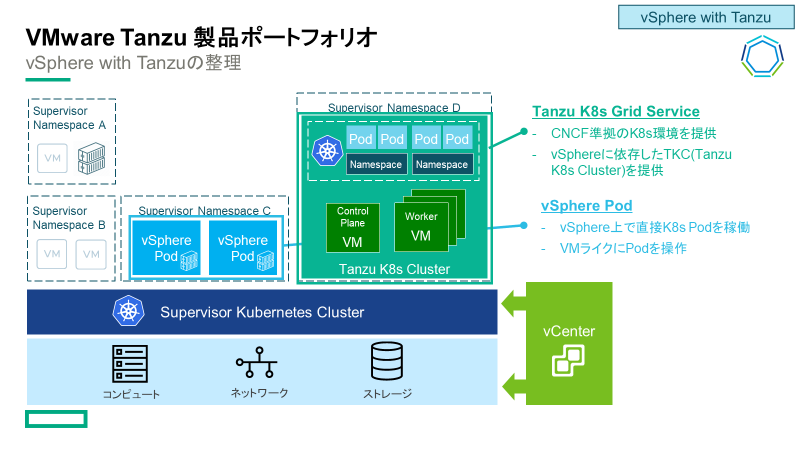 vSphere with Tanzu
VMware Tanzu 製品ポートフォリオ
vSphere with Tanzuの整理
Supervisor
Namespace A
VM
Supervisor
Namespace B
VM
VM
Supervisor Namespace C
vSphere
Pod
vSphere
Pod
Supervisor Namespace D
Pod
Pod
Pod
Pod
Namespace
Namespace
Control
Plane
VM
Worker
VM
Tanzu K8s Cluster
Tanzu K8s Grid Service
- CNCF準拠のK8s環境を提供
- vSphereに依存したTKC(Tanzu
K8s Cluster)を提供
vSphere Pod
- vSphere上で直接K8s Podを稼働
- VMライクにPodを操作
Supervisor Kubernetes Cluster
vCenter
コンピュート
ネットワーク
ストレージ